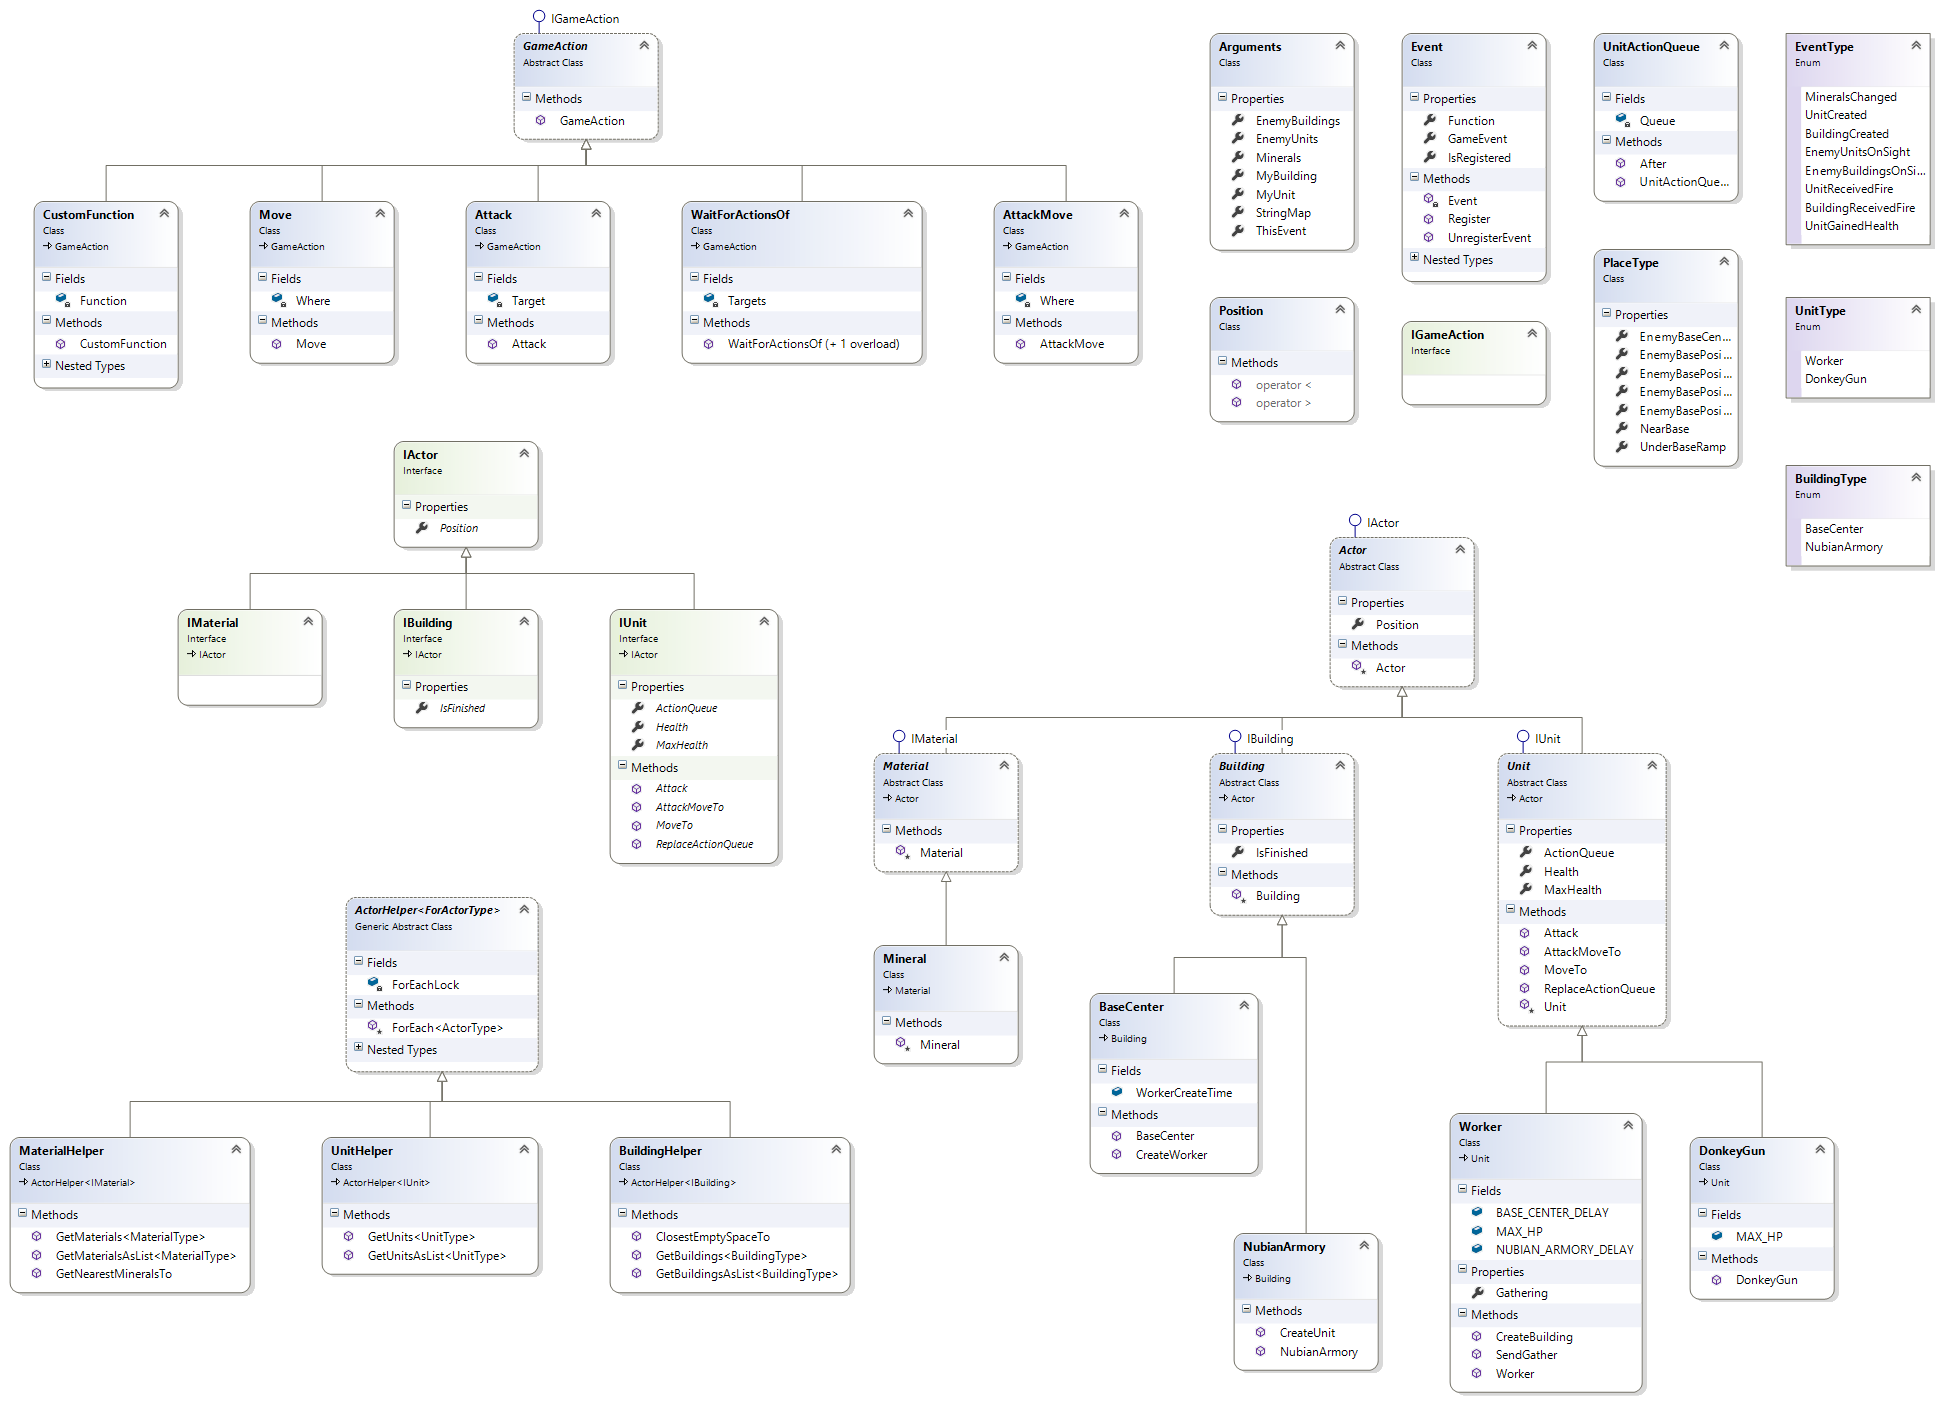 IGameAction
GameAction
Abstract Class
Methods
GameAction
CustomFunction
Class
GameAction
Fields
Function
Methods
CustomFunction
Nested Types
Move
Class
GameAction
Fields
Where
Methods
Move
Attack
Class
GameAction
Fields
Target
Methods
Attack
WaitForActionsOf
Class
GameAction
Fields
Targets
Methods
WaitForActionsOf (+ 1 overload)
AttackMove
Class
GameAction
Fields
Where
Methods
AttackMove
Arguments
Class
Properties
EnemyBuildings
EnemyUnits
Minerals
MyBuilding
MyUnit
StringMap
ThisEvent
Event
Class
Properties
Function
GameEvent
IsRegistered
Methods
Event
Register
UnregisterEvent
Nested Types
UnitActionQueue
Class
Fields
Queue
Methods
After
UnitActionQue...
EventType
Enum
MineralsChanged
UnitCreated
BuildingCreated
EnemyUnitsOnSight
EnemyBuildingsOnSi...
UnitReceivedFire
BuildingReceivedFire
UnitGainedHealth
Position
Class
Methods
operator <
operator >
IGameAction
Interface
PlaceType
Class
Properties
EnemyBaseCen...
EnemyBasePosi...
EnemyBasePosi...
EnemyBasePosi...
EnemyBasePosi...
NearBase
UnderBaseRamp
UnitType
Enum
Worker
DonkeyGun
BuildingType
Enum
BaseCenter
NubianArmory
IActor
Interface
Properties
Position
IMaterial
Interface
IActor
IBuilding
Interface
IActor
Properties
IsFinished
IUnit
Interface
IActor
Properties
ActionQueue
Health
MaxHealth
Methods
Attack
AttackMoveTo
MoveTo
ReplaceActionQueue
IActor
Actor
Abstract Class
Properties
Position
Methods
Actor
IMaterial
Material
Abstract Class
Actor
Methods
Material
IBuilding
Building
Abstract Class
Actor
Properties
IsFinished
Methods
Building
IUnit
Unit
Abstract Class
Actor
Properties
ActionQueue
Health
MaxHealth
Methods
Attack
AttackMoveTo
MoveTo
ReplaceActionQueue
Unit
ActorHelper<ForActorType>
Generic Abstract Class
Fields
ForEachLock
Methods
ForEach<ActorType>
Nested Types
Mineral
Class
Material
Methods
Mineral
BaseCenter
Class
Building
Fields
WorkerCreateTime
Methods
BaseCenter
CreateWorker
MaterialHelper
Class
ActorHelper<IMaterial>
Methods
GetMaterials<MaterialType>
GetMaterialsAsList<MaterialType>
GetNearestMineralsTo
UnitHelper
Class
ActorHelper<IUnit>
Methods
GetUnits<UnitType>
GetUnitsAsList<UnitType>
BuildingHelper
Class
ActorHelper<IBuilding>
Methods
ClosestEmptySpaceTo
GetBuildings<BuildingType>
GetBuildingsAsList<BuildingType>
NubianArmory
Class
Building
Methods
CreateUnit
NubianArmory
Worker
Class
Unit
Fields
BASE_CENTER_DELAY
MAX_HP
NUBIAN_ARMORY_DELAY
Properties
Gathering
Methods
CreateBuilding
SendGather
Worker
DonkeyGun
Class
Unit
Fields
MAX_HP
Methods
DonkeyGun